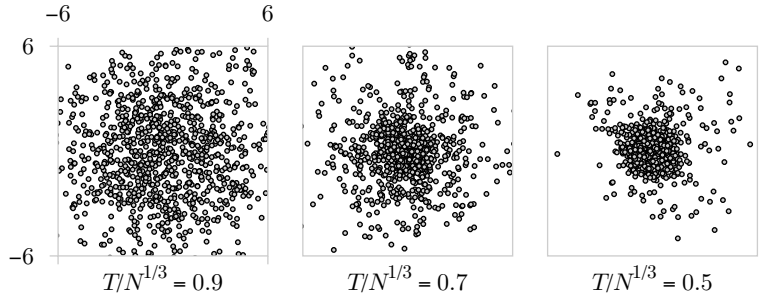 −6 6
6
−6
T/N^{1/3} = 0.9 T/N^{1/3} = 0.7 T/N^{1/3} = 0.5